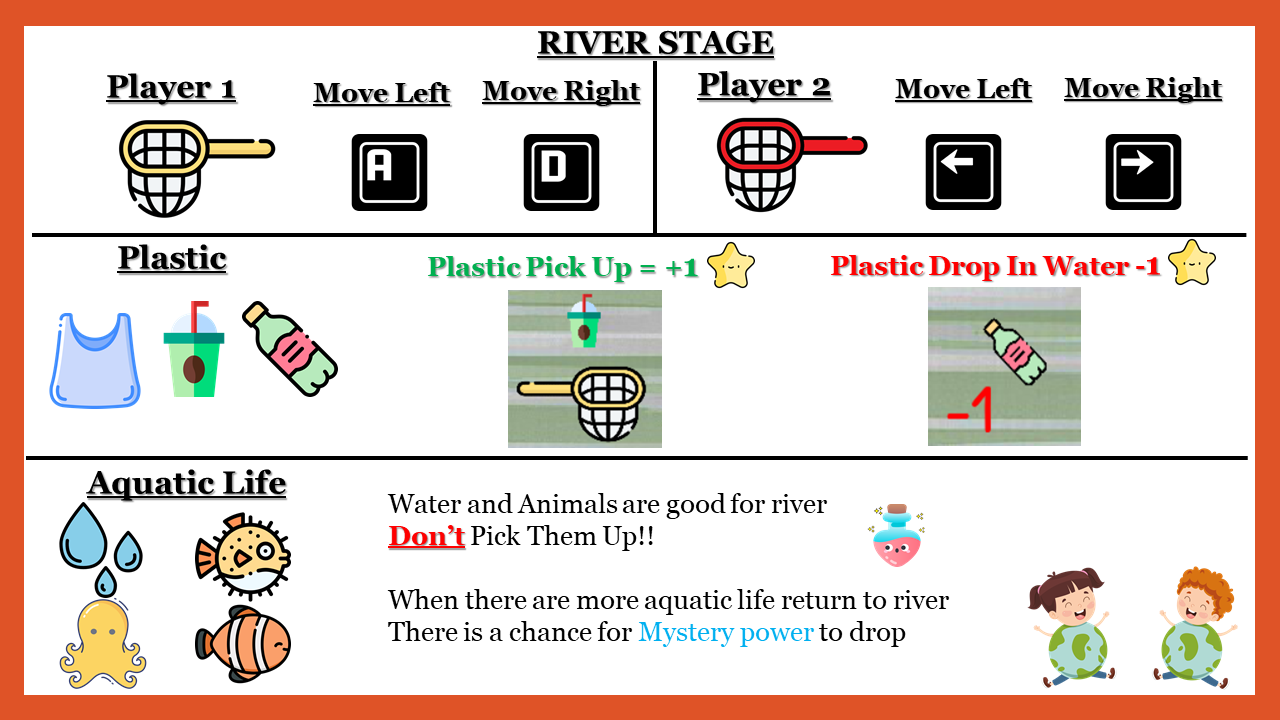 RIVER STAGE
Player 1
Move Left
Move Right
Player 2
Move Left
Move Right
A
D
Plastic
Plastic Pick Up = +1
Plastic Drop In Water -1
-1
Aquatic Life
Water and Animals are good for river
Don't Pick Them Up!!
When there are more aquatic life return to river
There is a chance for Mystery power to drop